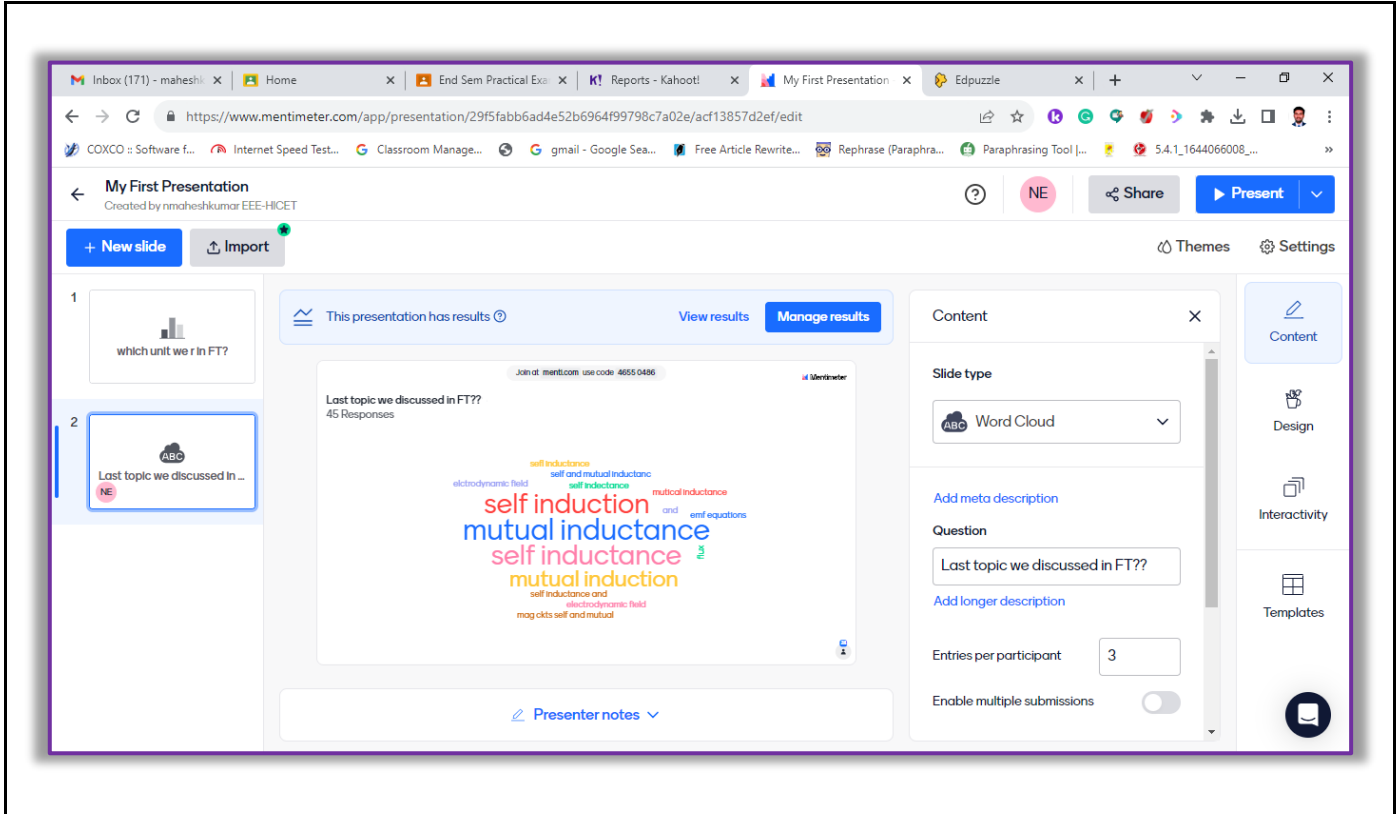 Inbox (171) - maheshk
Home
End Sem Practical Exa
K! Reports - Kahoot!
My First Presentation
Edpuzzle
https://www.mentimeter.com/app/presentation/29f5fabb6ad4e52b6964f99798c7a02e/acf13857d2ef/edit
COXCO :: Software f... Internet Speed Test... Classroom Manage... gmail - Google Sea... Free Article Rewrite... Rephrase (Paraphra... Paraphrasing Tool |... 5.4.1_1644066008_... »
My First Presentation
Created by nmaheshkumar EEE-HICET
NE
Share
Present
+ New slide
Import
Themes
Settings
1
which unit we r in FT?
2
ABC
Last topic we discussed in ...
NE
This presentation has results
View results
Manage results
Join at menti.com use code 4655 0486
Mentimeter
Last topic we discussed in FT??
45 Responses
self inductance
self and mutual inductanc
elctrodynamic field
self indectance
mutical inductance
self induction
and
emf equations
mutual inductance
self inductance
flux
mutual induction
self inductance and
electrodynamic field
mag ckts self and mutual
Presenter notes
Content
Slide type
ABC Word Cloud
Add meta description
Question
Last topic we discussed in FT??
Add longer description
Entries per participant
3
Enable multiple submissions
Content
Design
Interactivity
Templates